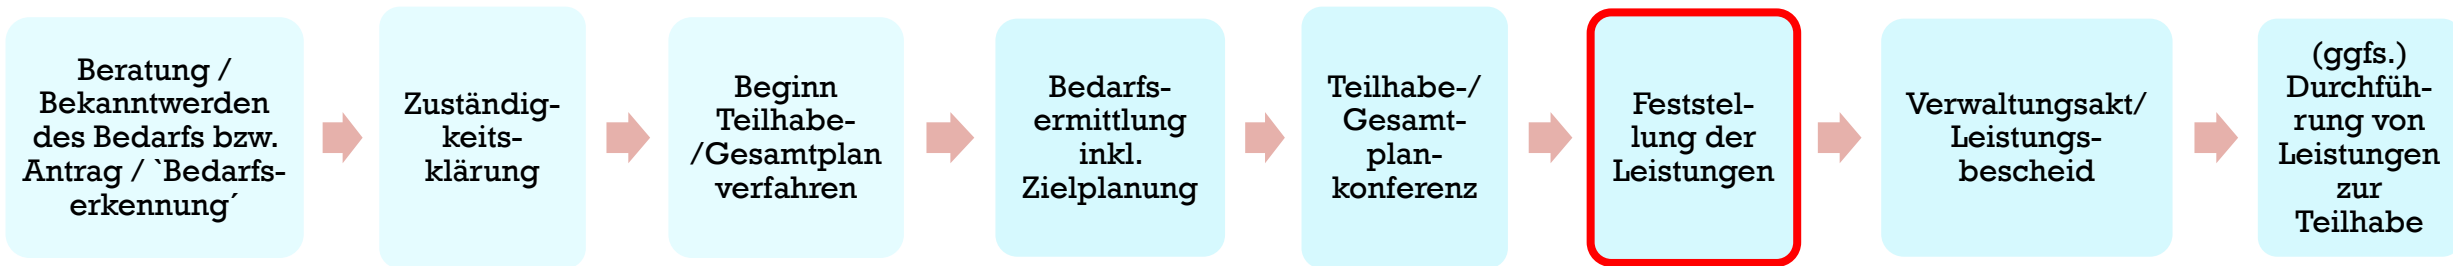 Beratung /
Bekanntwerden
des Bedarfs bzw.
Antrag / `Bedarfs-
erkennung´
Zuständig-
keits-
klärung
Beginn
Teilhabe-
/Gesamtplan
verfahren
Bedarfs-
ermittlung
inkl.
Zielplanung
Teilhabe-/
Gesamt-
plan-
konferenz
Feststel-
lung der
Leistungen
Verwaltungsakt/
Leistungs-
bescheid
(ggfs.)
Durchfüh-
rung von
Leistungen
zur
Teilhabe